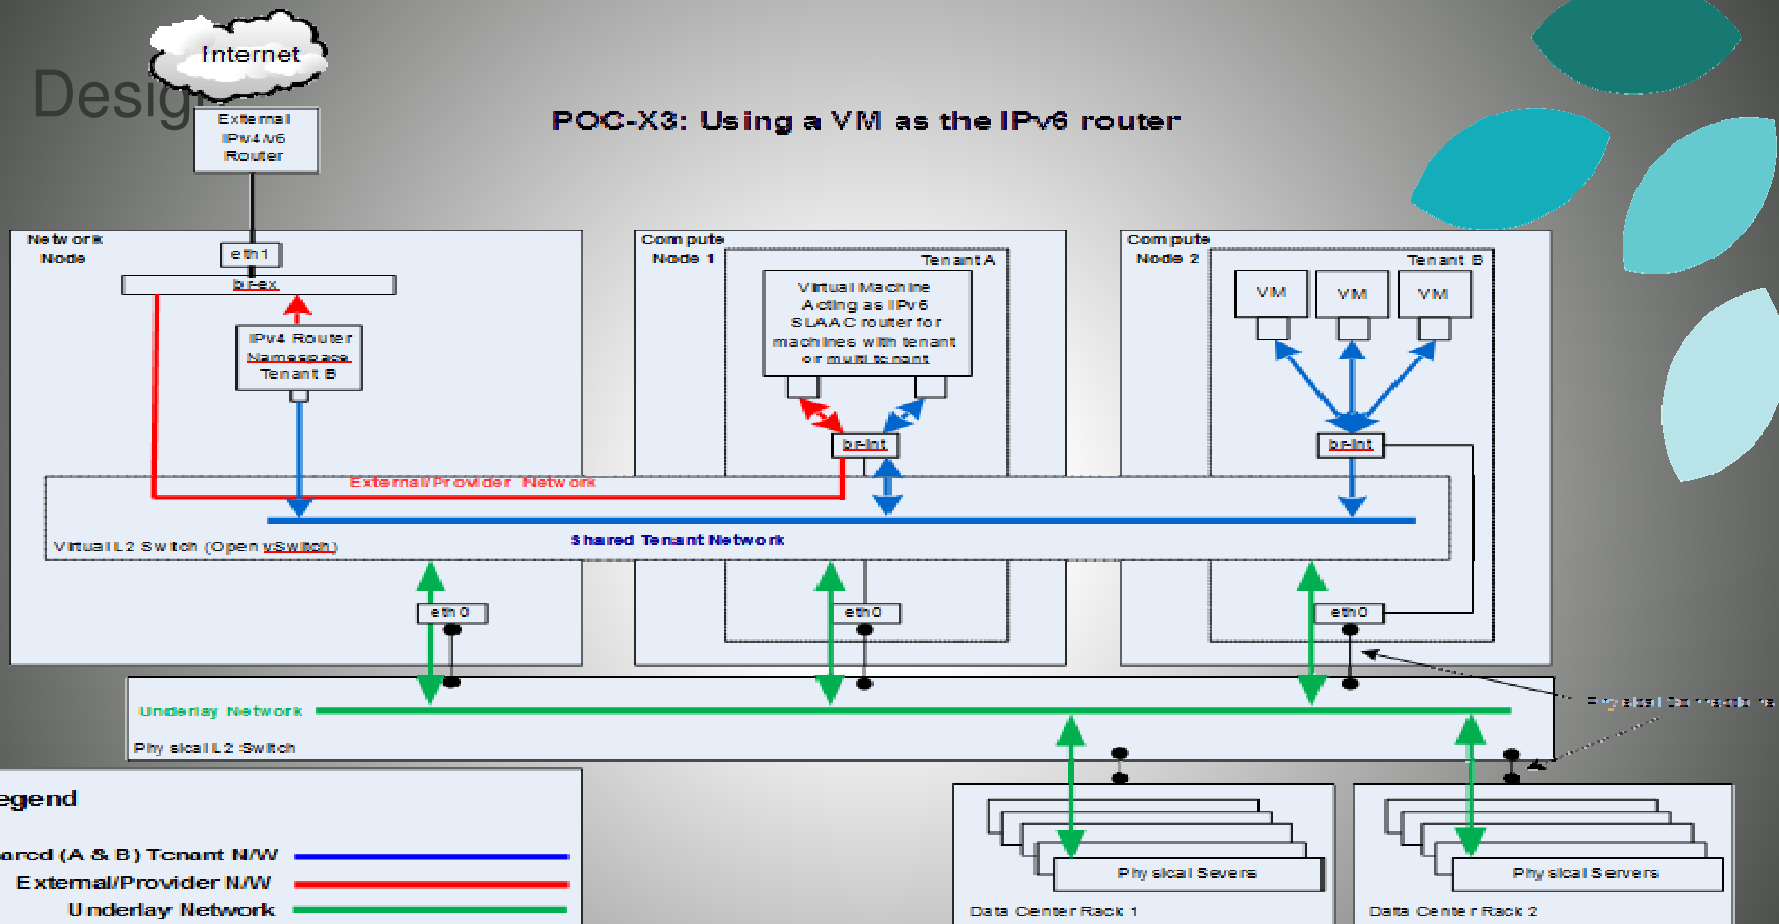 Internet
External
IPv4/v6
Router
POC-X3: Using a VM as the IPv6 router
Network
Node
eth1
br-ex
IPv4 Router
Namespace
Tenant B
Compute
Node 1
Tenant A
Virtual Machine
Acting as IPv6
SLAAC router for
machines with tenant
or multi tenant
br-int
Compute
Node 2
Tenant B
VM
VM
VM
br-int
External/Provider Network
Shared Tenant Network
Virtual L2 Switch (Open vSwitch)
eth0
eth0
eth0
Underlay Network
Physical L2 Switch
egend
ared (A & B) Tenant N/W
External/Provider N/W
Underlay Network
Physical Severs
Data Center Rack 1
Physical Servers
Data Center Rack 2